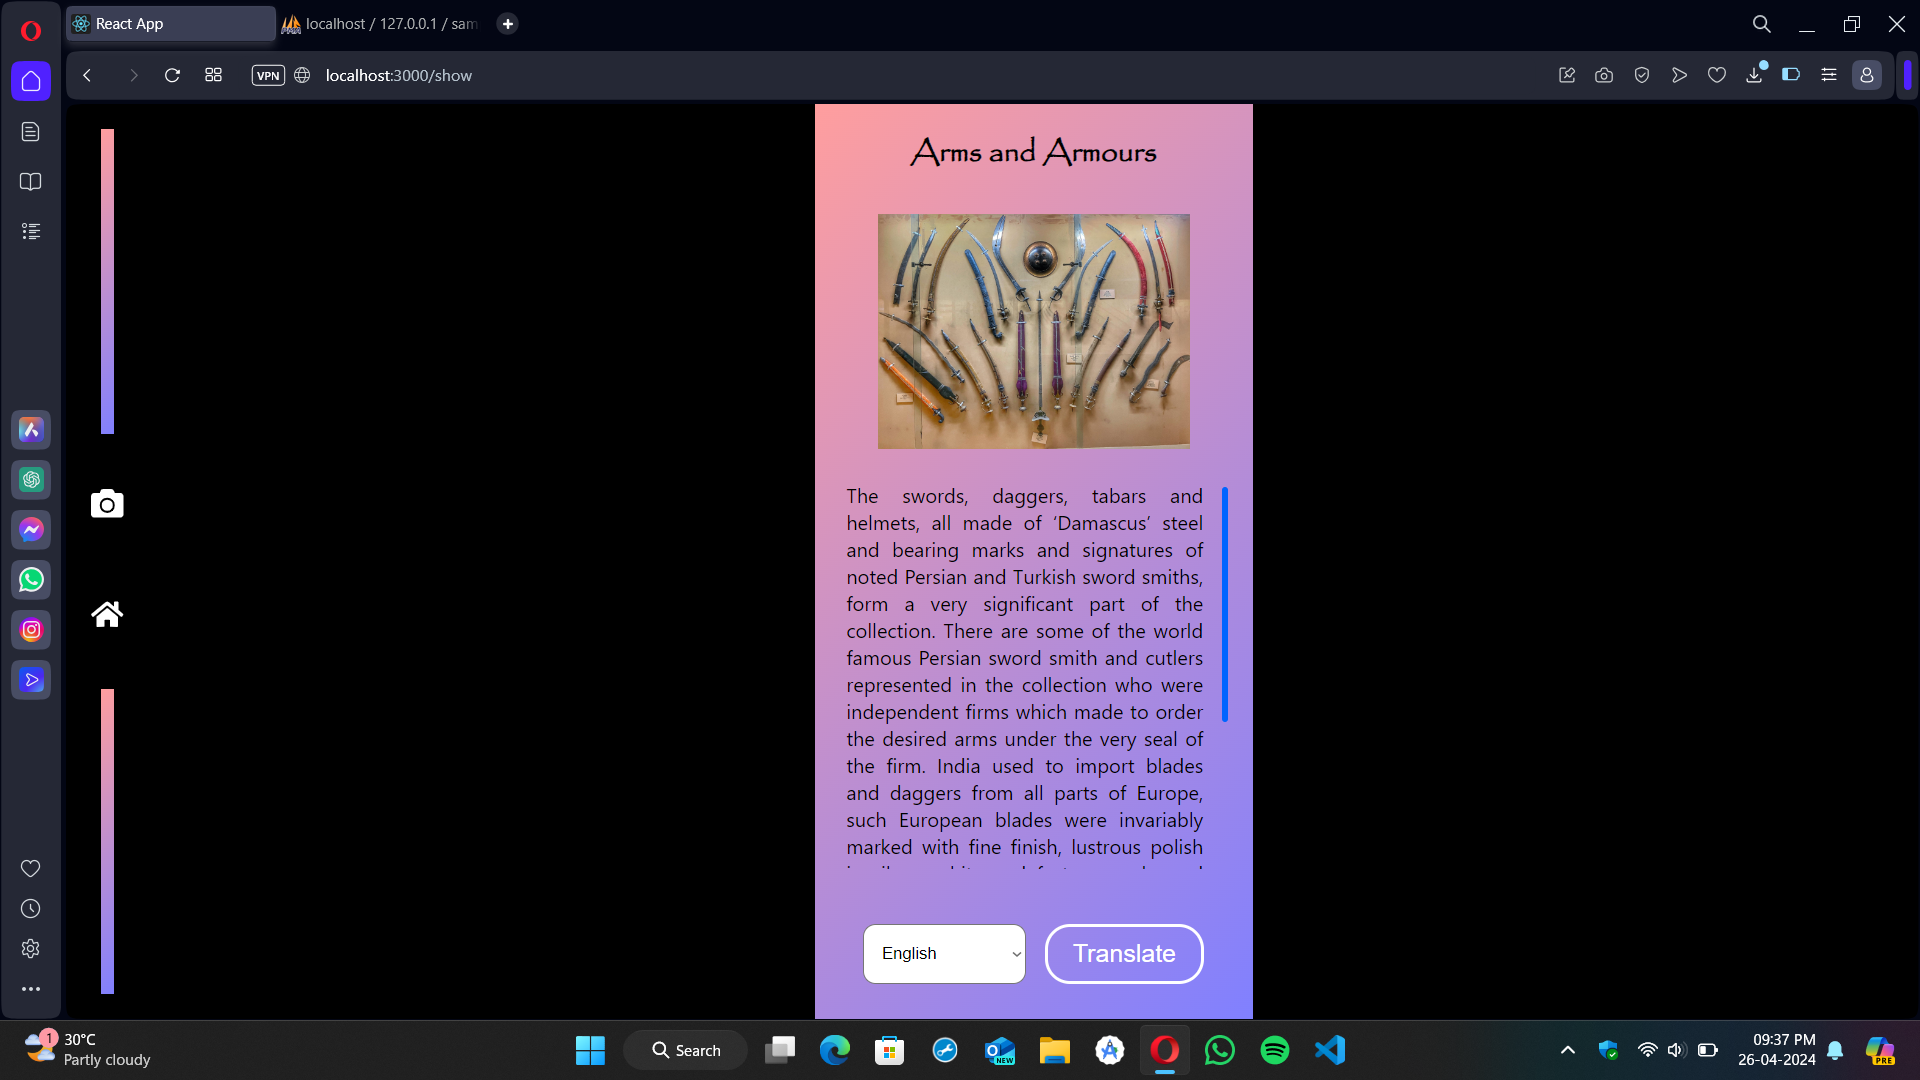 React App
localhost / 127.0.0.1 / sam
VPN
localhost:3000/show
Arms and Armours
The swords, daggers, tabars and
helmets, all made of ‘Damascus’ steel
and bearing marks and signatures of
noted Persian and Turkish sword smiths,
form a very significant part of the
collection. There are some of the world
famous Persian sword smith and cutlers
represented in the collection who were
independent firms which made to order
the desired arms under the very seal of
the firm. India used to import blades
and daggers from all parts of Europe,
such European blades were invariably
marked with fine finish, lustrous polish
English
Translate
1
30°C
Partly cloudy
Search
NEW
09:37 PM
26-04-2024
PRE